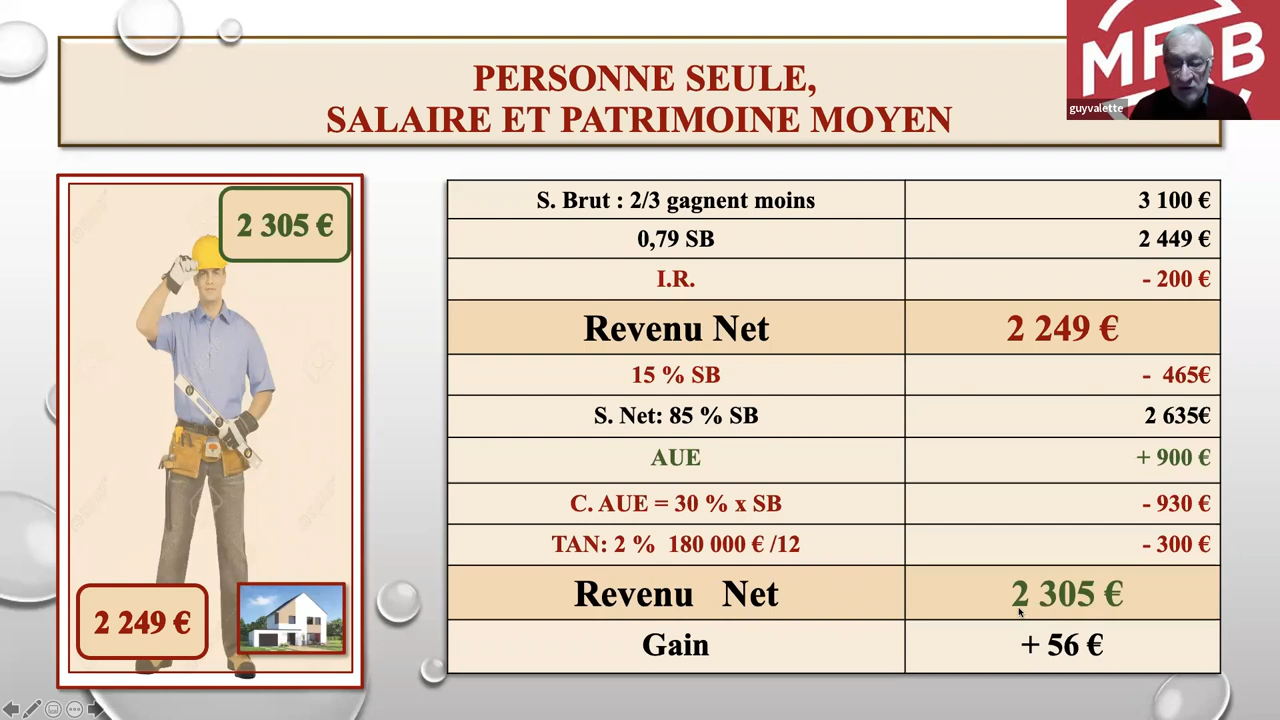 PERSONNE SEULE,
SALAIRE ET PATRIMOINE MOYEN
guyvalette
2 305 €
2 249 €
S. Brut : 2/3 gagnent moins 3 100 €
0,79 SB 2 449 €
I.R. - 200 €
Revenu Net 2 249 €
15 % SB - 465€
S. Net: 85 % SB 2 635€
AUE + 900 €
C. AUE = 30 % x SB - 930 €
TAN: 2 % 180 000 € /12 - 300 €
Revenu Net 2 305 €
Gain + 56 €